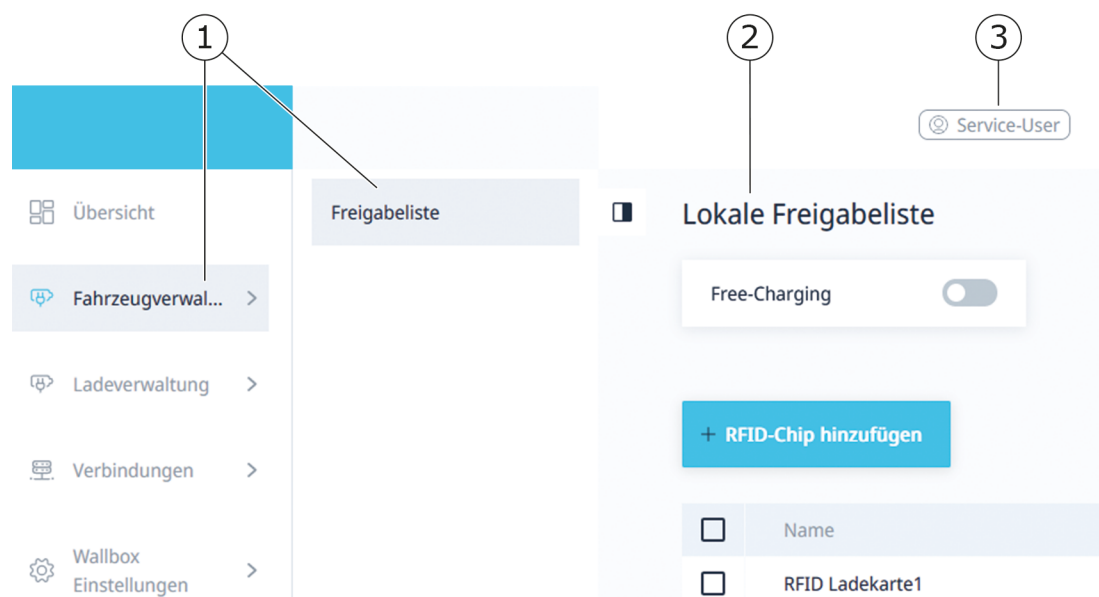 1
2
3
Service-User
Übersicht
Fahrzeugverwal...
Ladeverwaltung
Verbindungen
Wallbox
Einstellungen
Freigabeliste
Lokale Freigabeliste
Free-Charging
+ RFID-Chip hinzufügen
Name
RFID Ladekarte1